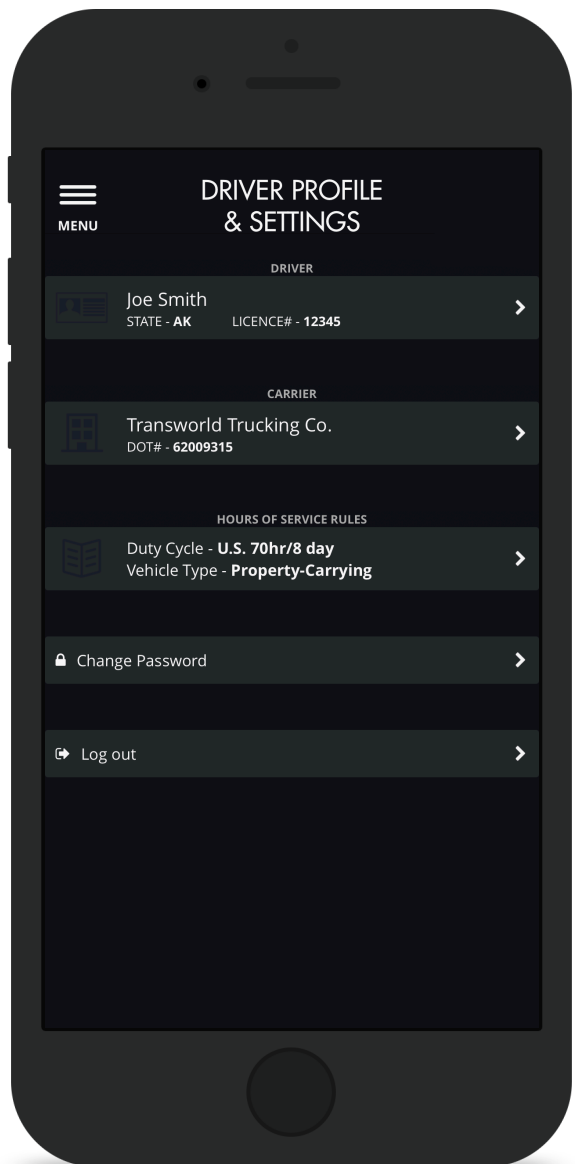 DRIVER PROFILE
& SETTINGS
MENU
DRIVER
Joe Smith
STATE - AK LICENCE# - 12345
CARRIER
Transworld Trucking Co.
DOT# - 62009315
HOURS OF SERVICE RULES
Duty Cycle - U.S. 70hr/8 day
Vehicle Type - Property-Carrying
Change Password
Log out